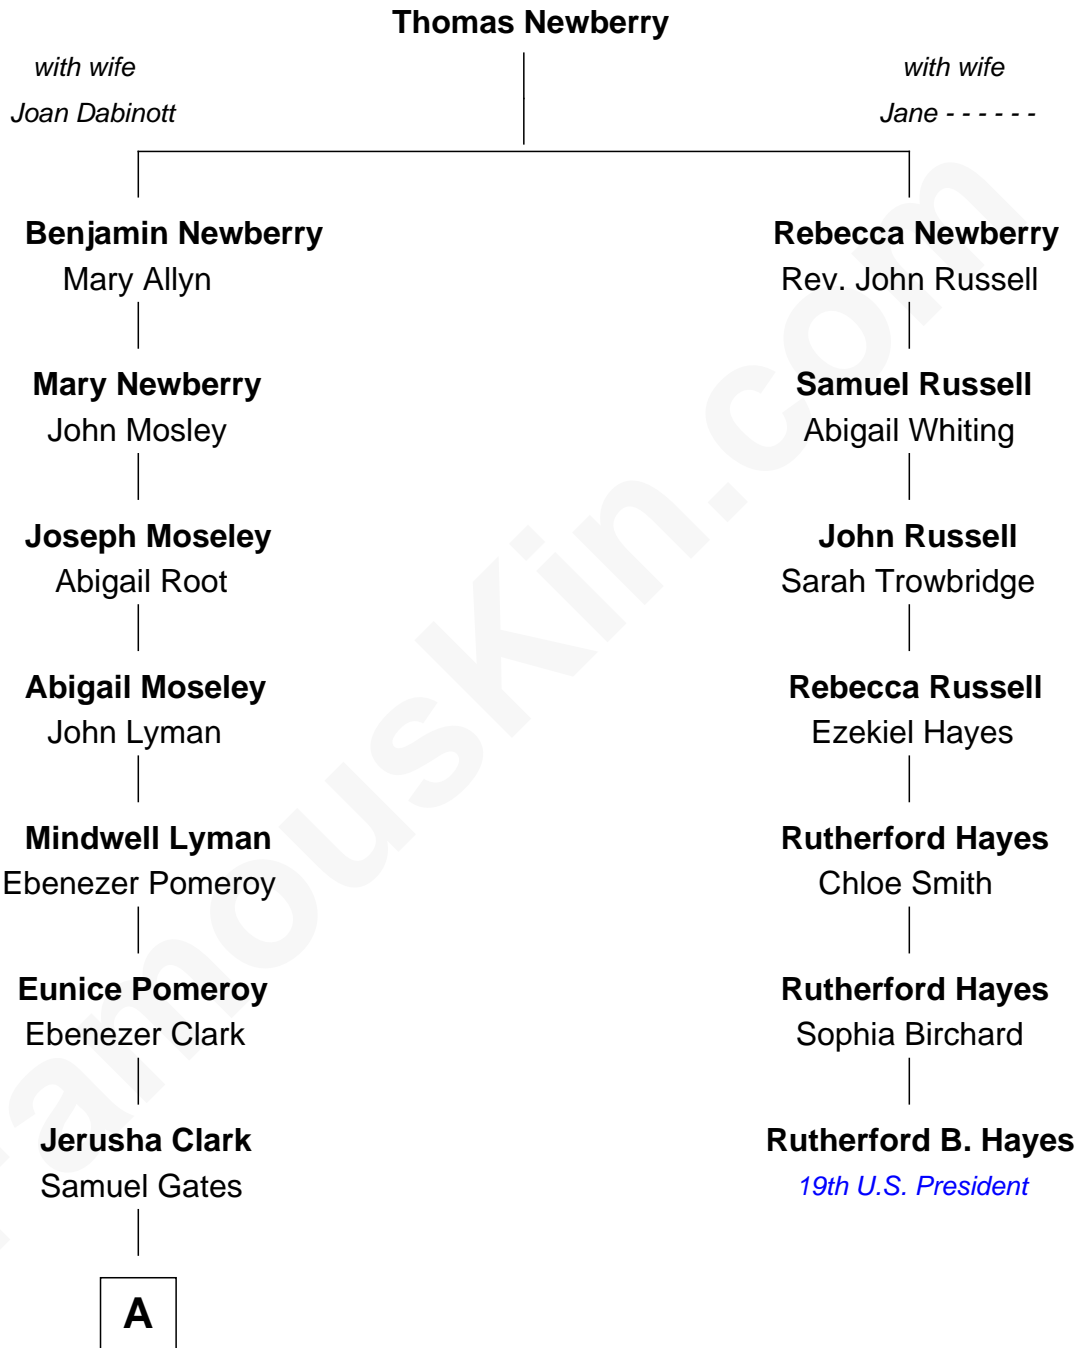 Thomas Newberry
with wife
Joan Dabinott
with wife
Jane - - - - - -
Benjamin Newberry
Mary Allyn
Rebecca Newberry
Rev. John Russell
Mary Newberry
John Mosley
Samuel Russell
Abigail Whiting
Joseph Moseley
Abigail Root
John Russell
Sarah Trowbridge
Abigail Moseley
John Lyman
Rebecca Russell
Ezekiel Hayes
Mindwell Lyman
Ebenezer Pomeroy
Rutherford Hayes
Chloe Smith
Eunice Pomeroy
Ebenezer Clark
Rutherford Hayes
Sophia Birchard
Jerusha Clark
Samuel Gates
Rutherford B. Hayes
19th U.S. President
A
FamousKin.com